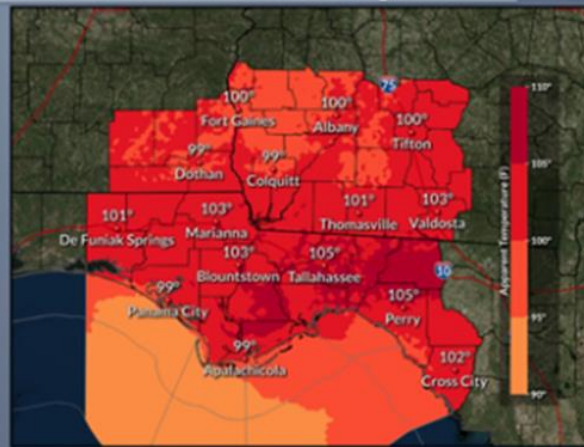 75
110°
100°
Fort Gaines
100°
Albany
100°
Tifton
105°
99°
Dothan
99°
Colquitt
101°
De Funiak Springs
103°
Marianna
101°
Thomasville
103°
Valdosta
Apparent Temperature (F)
100°
103°
Blountstown
105°
Tallahassee
10
99°
Panama City
105°
Perry
95°
99°
Apalachicola
102°
Cross City
90°